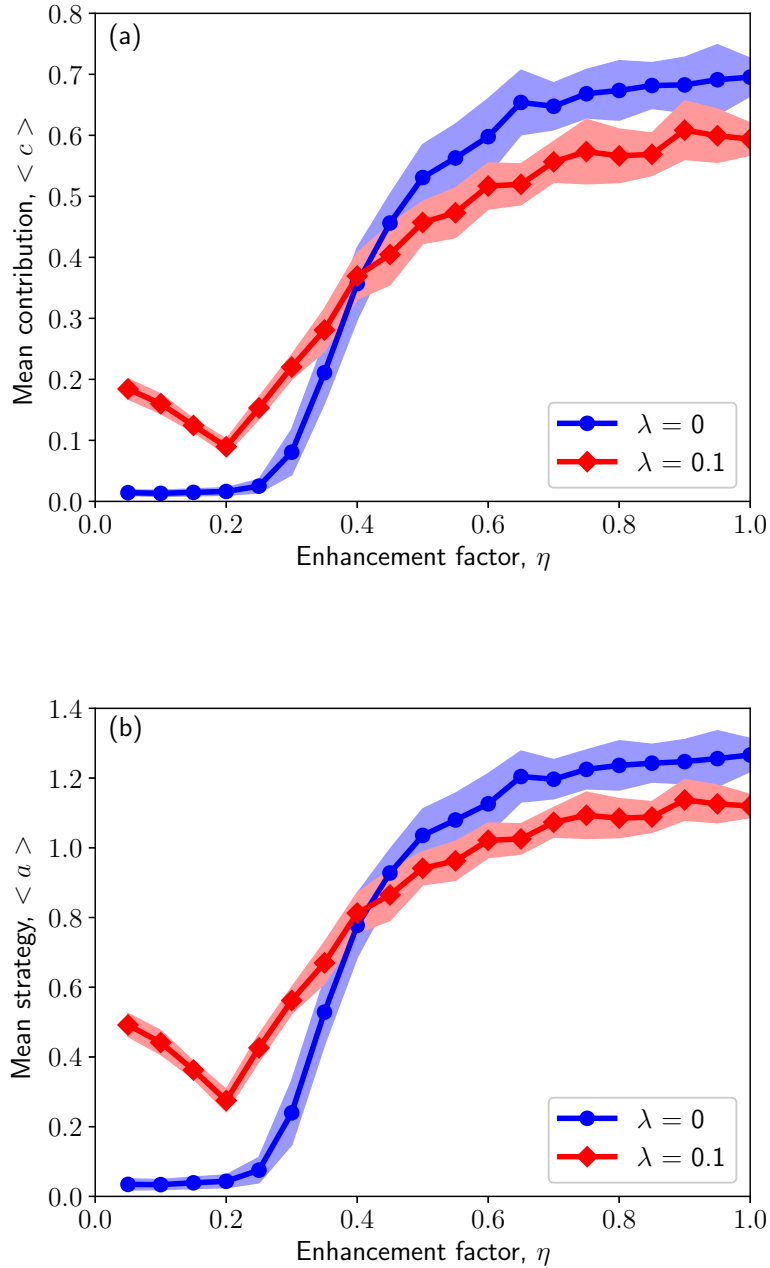 (a)
0.8
0.7
0.6
0.5
0.4
0.3
0.2
0.1
0.0
Mean contribution, < c >
λ = 0
λ = 0.1
0.0 0.2 0.4 0.6 0.8 1.0
Enhancement factor, η
(b)
1.4
1.2
1.0
0.8
0.6
0.4
0.2
0.0
Mean strategy, < a >
λ = 0
λ = 0.1
0.0 0.2 0.4 0.6 0.8 1.0
Enhancement factor, η